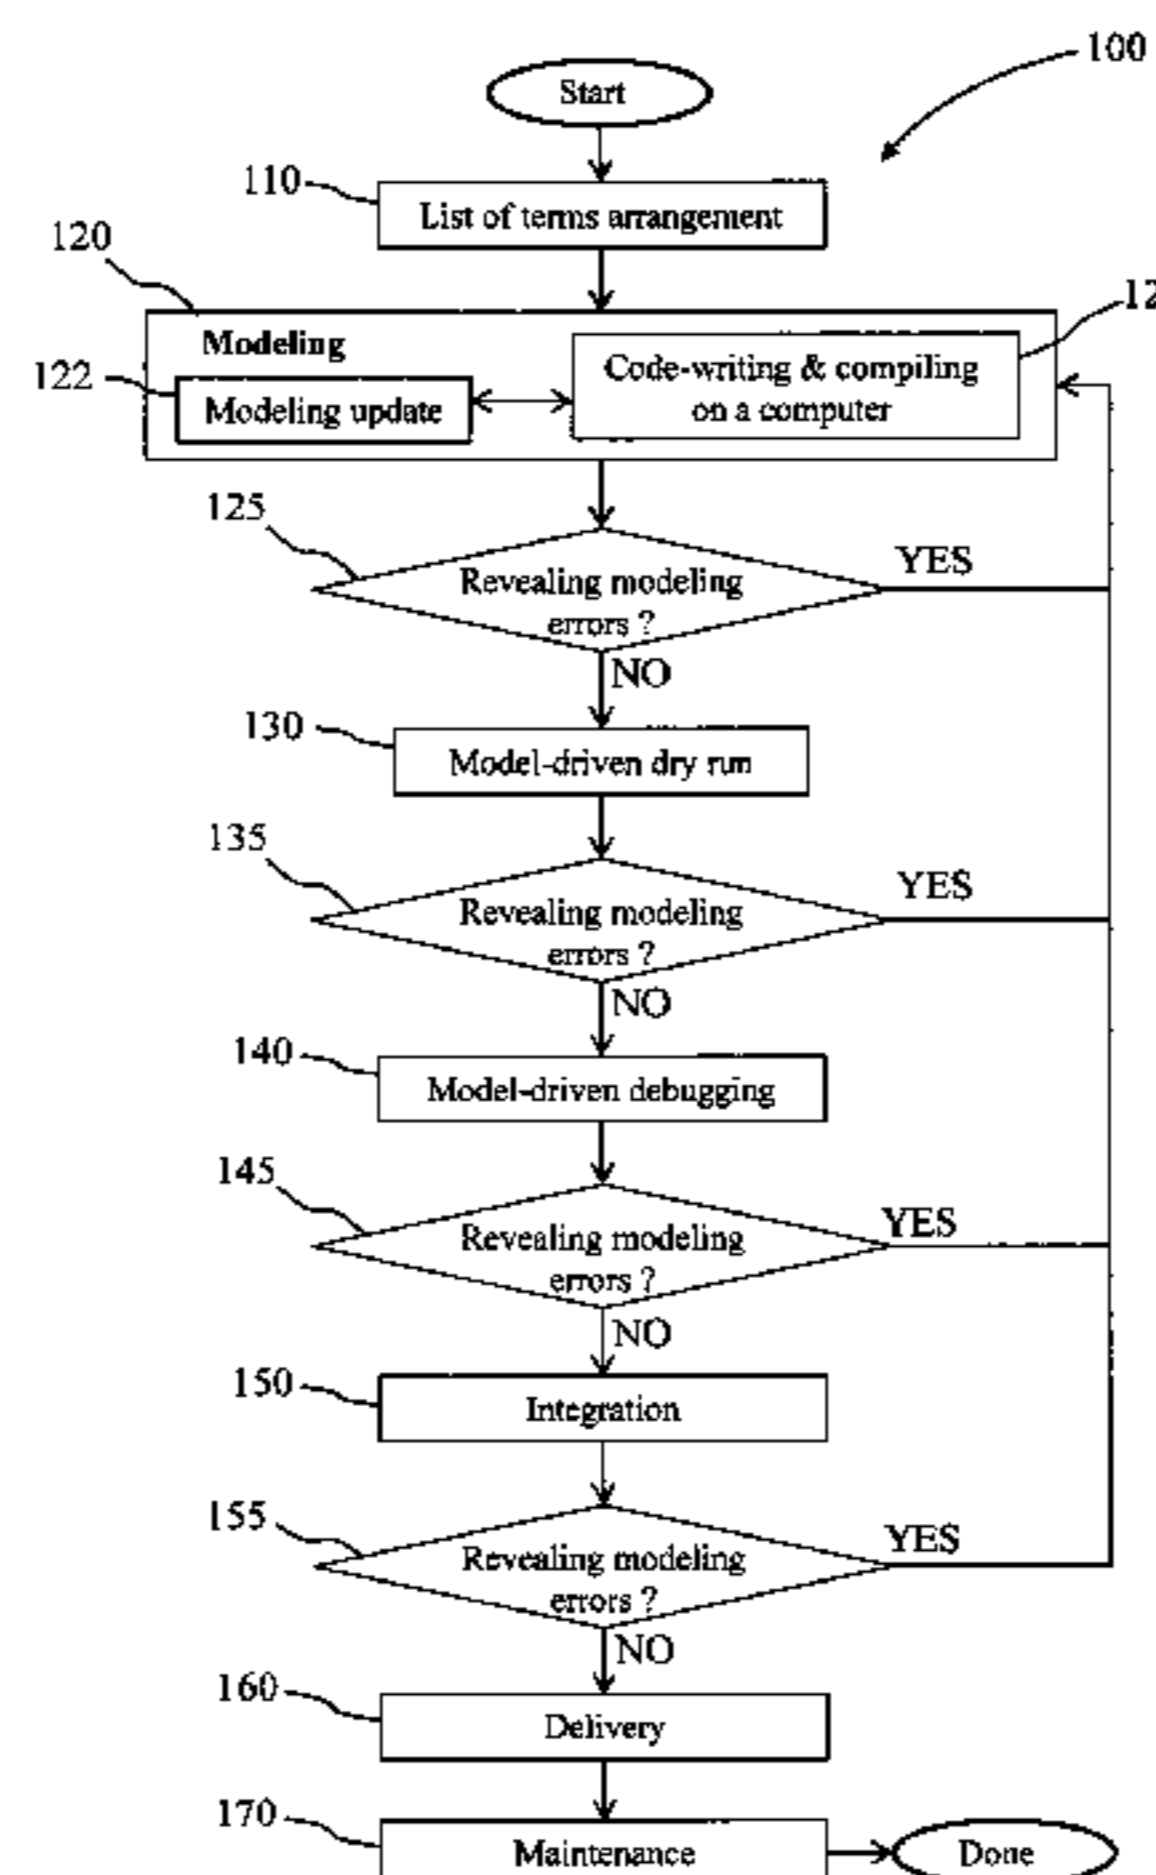 100
Start
110
List of terms arrangement
120
Modeling
12
Code-writing & compiling
on a computer
122
Modeling update
125
Revealing modeling
errors ?
YES
NO
130
Model-driven dry run
135
Revealing modeling
errors ?
YES
NO
140
Model-driven debugging
145
Revealing modeling
errors ?
YES
NO
150
Integration
155
Revealing modeling
errors ?
YES
NO
160
Delivery
170
Maintenance
Done